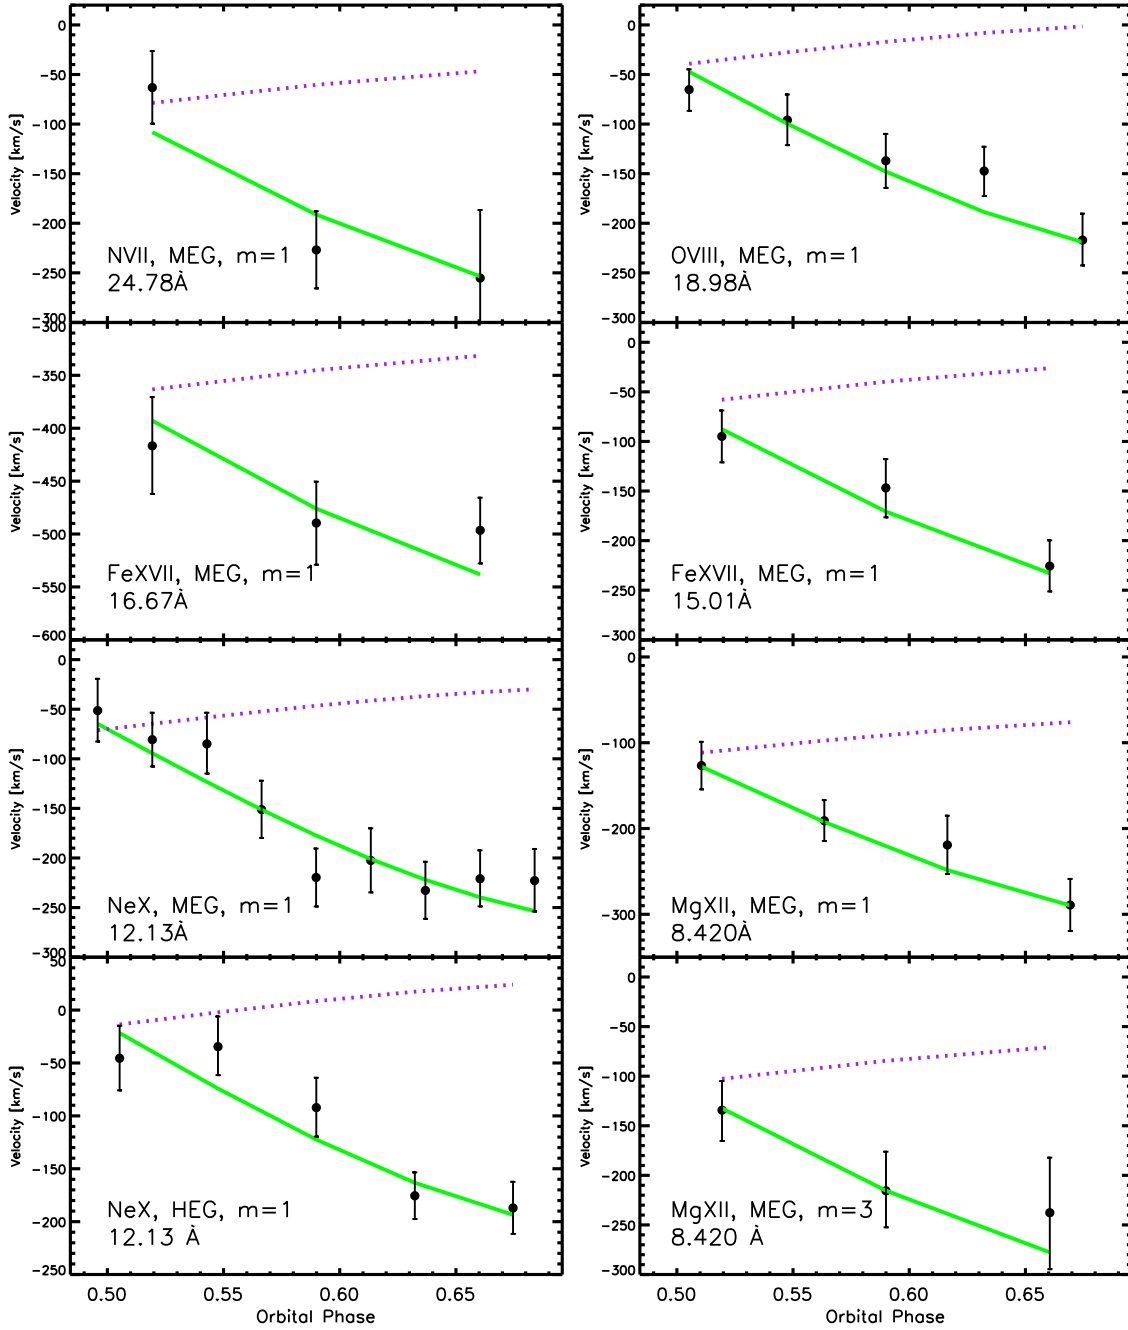 0
−50
−100
−150
−200
−250
−300
Velocity [km/s]
NVII, MEG, m=1
24.78Å
0
−50
−100
−150
−200
−250
−300
Velocity [km/s]
OVIII, MEG, m=1
18.98Å
−300
−350
−400
−450
−500
−550
−600
Velocity [km/s]
FeXVII, MEG, m=1
16.67Å
0
−50
−100
−150
−200
−250
−300
Velocity [km/s]
FeXVII, MEG, m=1
15.01Å
0
−50
−100
−150
−200
−250
−300
Velocity [km/s]
NeX, MEG, m=1
12.13Å
0
−100
−200
−300
Velocity [km/s]
MgXII, MEG, m=1
8.420Å
50
0
−50
−100
−150
−200
−250
Velocity [km/s]
NeX, HEG, m=1
12.13 Å
0.50 0.55 0.60 0.65
Orbital Phase
0
−50
−100
−150
−200
−250
−300
Velocity [km/s]
MgXII, MEG, m=3
8.420 Å
0.50 0.55 0.60 0.65
Orbital Phase